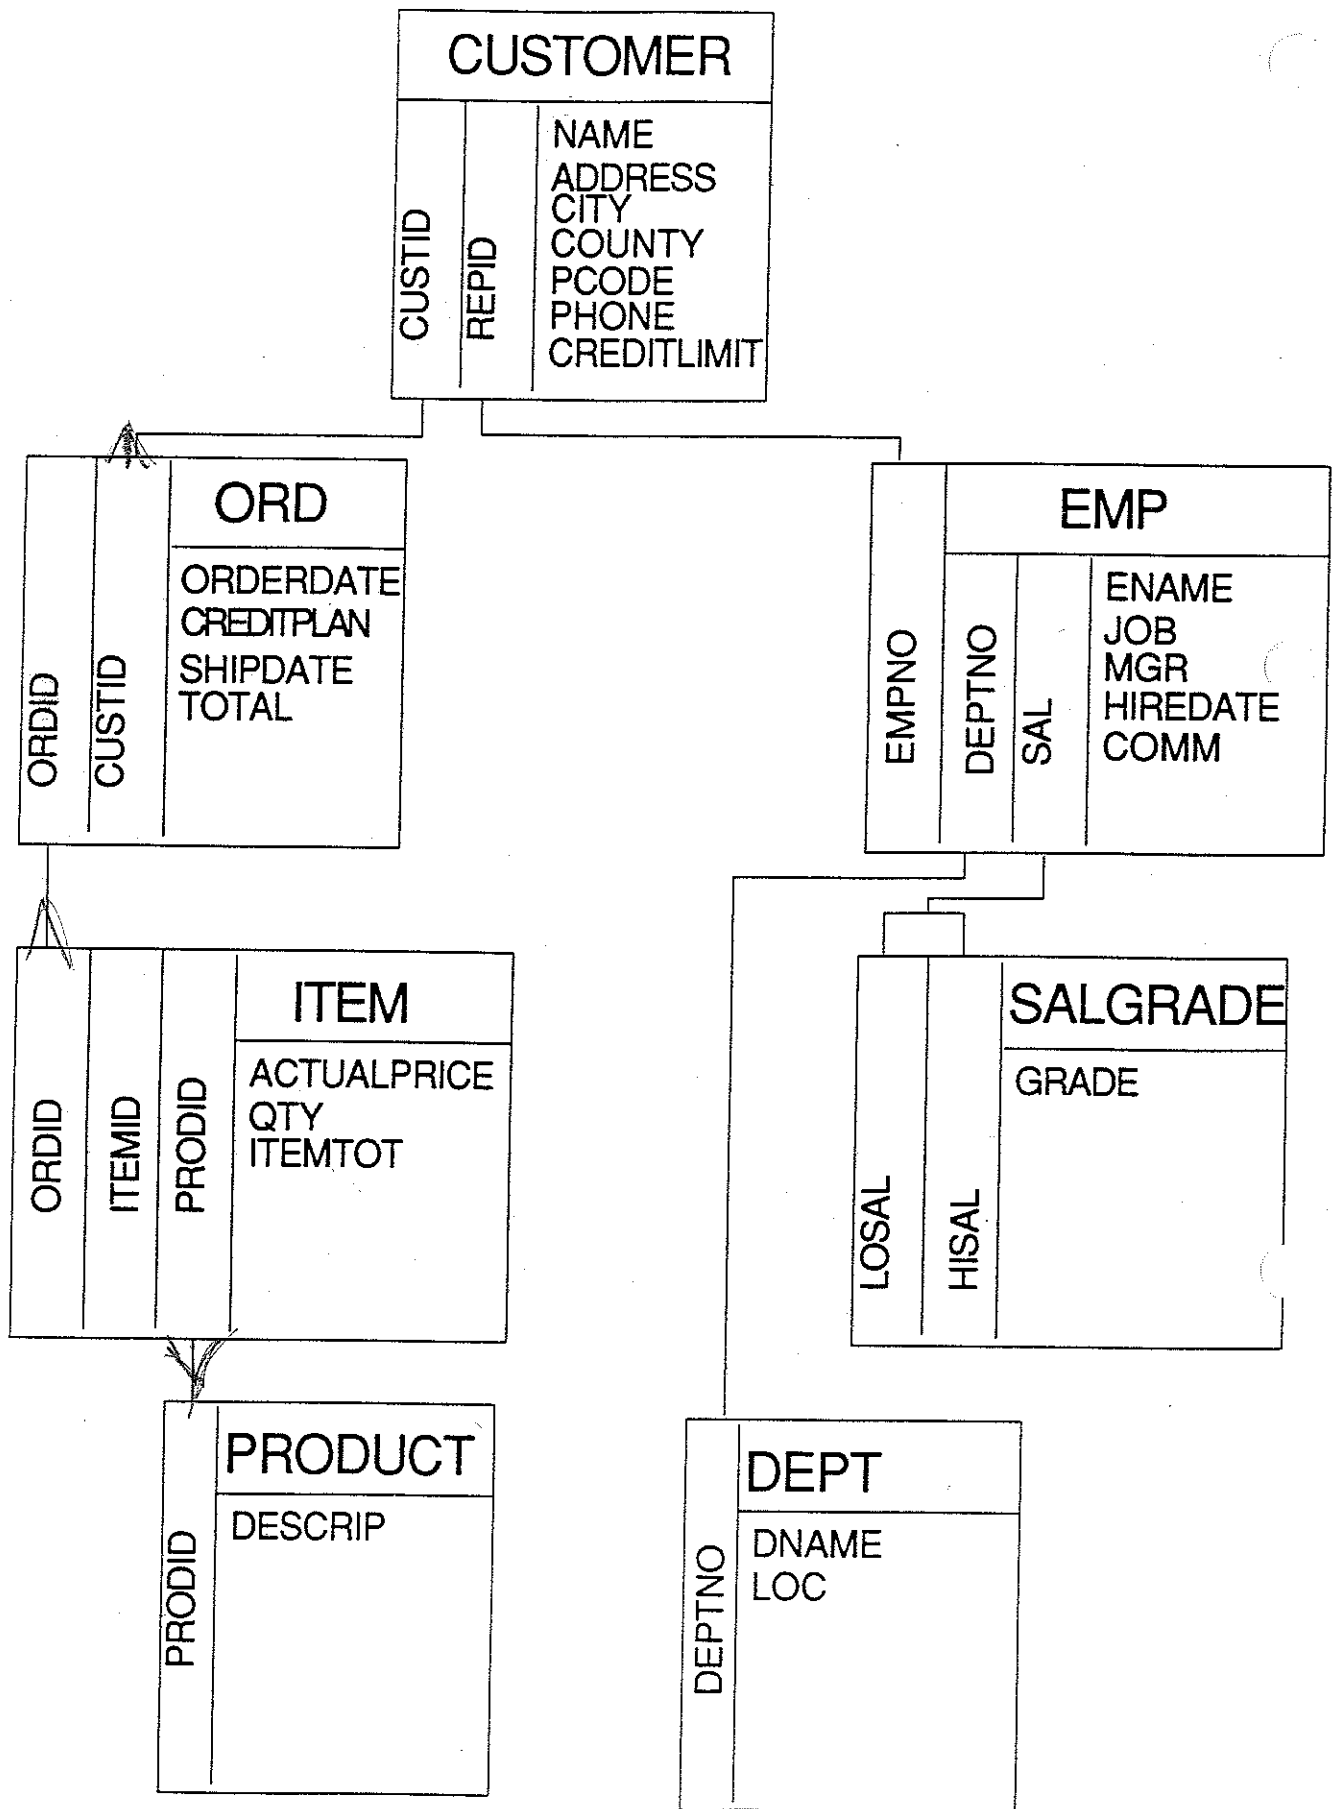 CUSTOMER
CUSTID
REPID
NAME
ADDRESS
CITY
COUNTY
PCODE
PHONE
CREDITLIMIT
ORD
ORDID
CUSTID
ORDERDATE
CREDITPLAN
SHIPDATE
TOTAL
EMP
EMPNO
DEPTNO
SAL
ENAME
JOB
MGR
HIREDATE
COMM
ITEM
ORDID
ITEMID
PRODID
ACTUALPRICE
QTY
ITEMTOT
SALGRADE
LOSAL
HISAL
GRADE
PRODUCT
PRODID
DESCRIP
DEPT
DEPTNO
DNAME
LOC